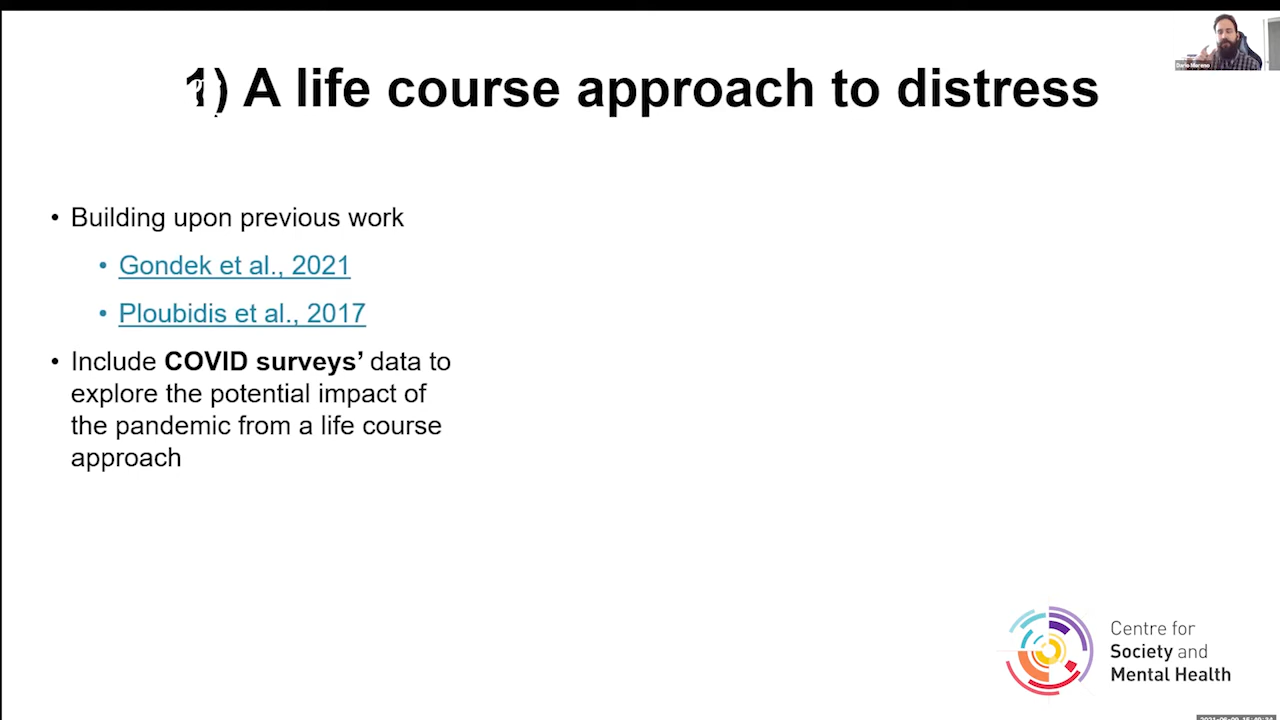 Dario Moreno
1) A life course approach to distress
• Building upon previous work
• Gondek et al., 2021
• Ploubidis et al., 2017
• Include COVID surveys’ data to
explore the potential impact of
the pandemic from a life course
approach
Centre for
Society and
Mental Health